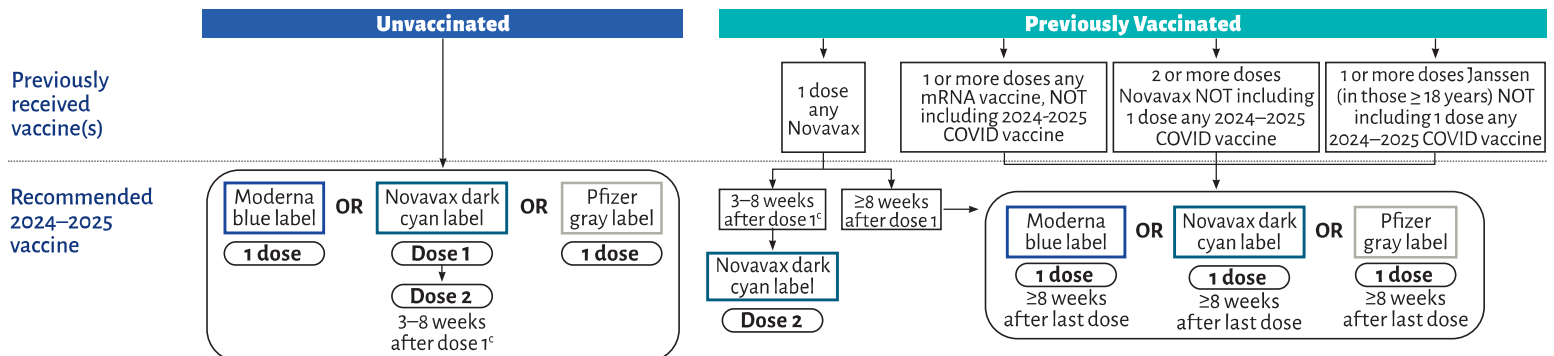 Unvaccinated
Previously Vaccinated
Previously
received
vaccine(s)
1 dose
any
Novavax
1 or more doses any
mRNA vaccine, NOT
including 2024-2025
COVID vaccine
2 or more doses
Novavax NOT including
1 dose any 2024–2025
COVID vaccine
1 or more doses Janssen
(in those ≥ 18 years) NOT
including 1 dose any
2024–2025 COVID vaccine
Recommended
2024–2025
vaccine
Moderna
blue label
OR
Novavax dark
cyan label
OR
Pfizer
gray label
1 dose
Dose 1
1 dose
Dose 2
3–8 weeks
after dose 1ᶜ
3–8 weeks
after dose 1ᶜ
≥8 weeks
after dose 1
Novavax dark
cyan label
Dose 2
Moderna
blue label
OR
Novavax dark
cyan label
OR
Pfizer
gray label
1 dose
≥8 weeks
after last dose
1 dose
≥8 weeks
after last dose
1 dose
≥8 weeks
after last dose